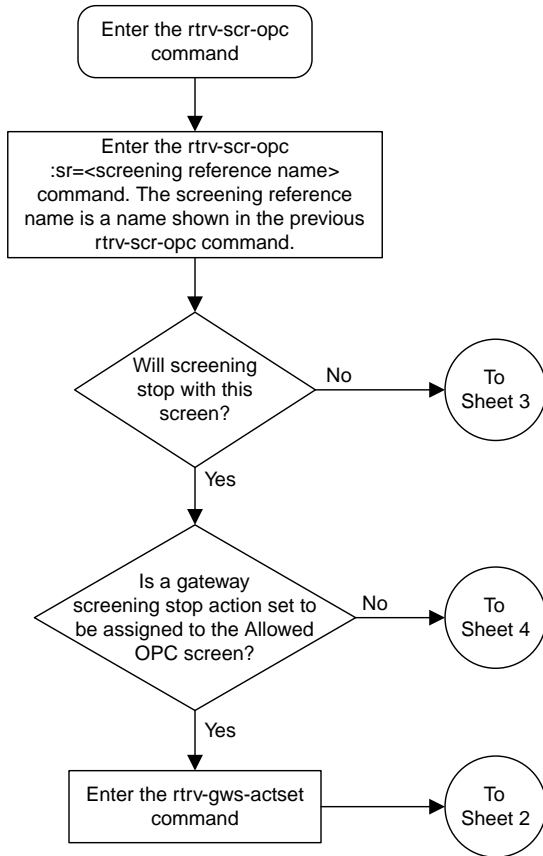 Enter the rtrv-scr-opc
command
Enter the rtrv-scr-opc
:sr=<screening reference name>
command. The screening reference
name is a name shown in the previous
rtrv-scr-opc command.
Will screening
stop with this
screen?
No
To
Sheet 3
Yes
Is a gateway
screening stop action set to
be assigned to the Allowed
OPC screen?
No
To
Sheet 4
Yes
Enter the rtrv-gws-actset
command
To
Sheet 2